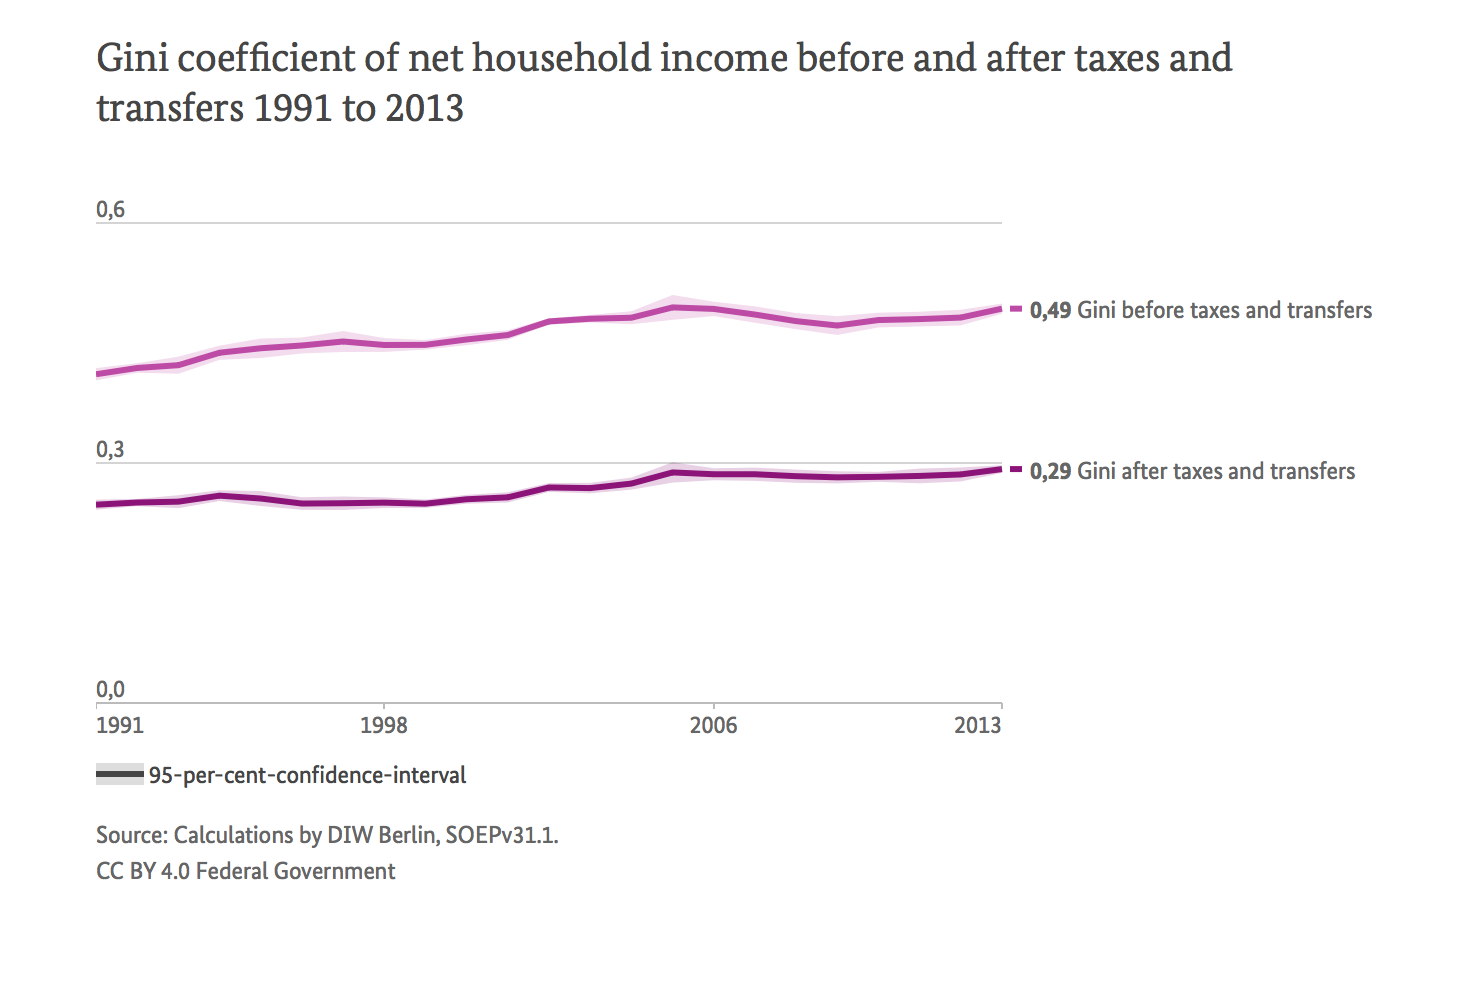 Gini coefficient of net household income before and after taxes and
transfers 1991 to 2013
0,6
0,49 Gini before taxes and transfers
0,3
0,29 Gini after taxes and transfers
0,0
1991 1998 2006 2013
95-per-cent-confidence-interval
Source: Calculations by DIW Berlin, SOEPv31.1.
CC BY 4.0 Federal Government